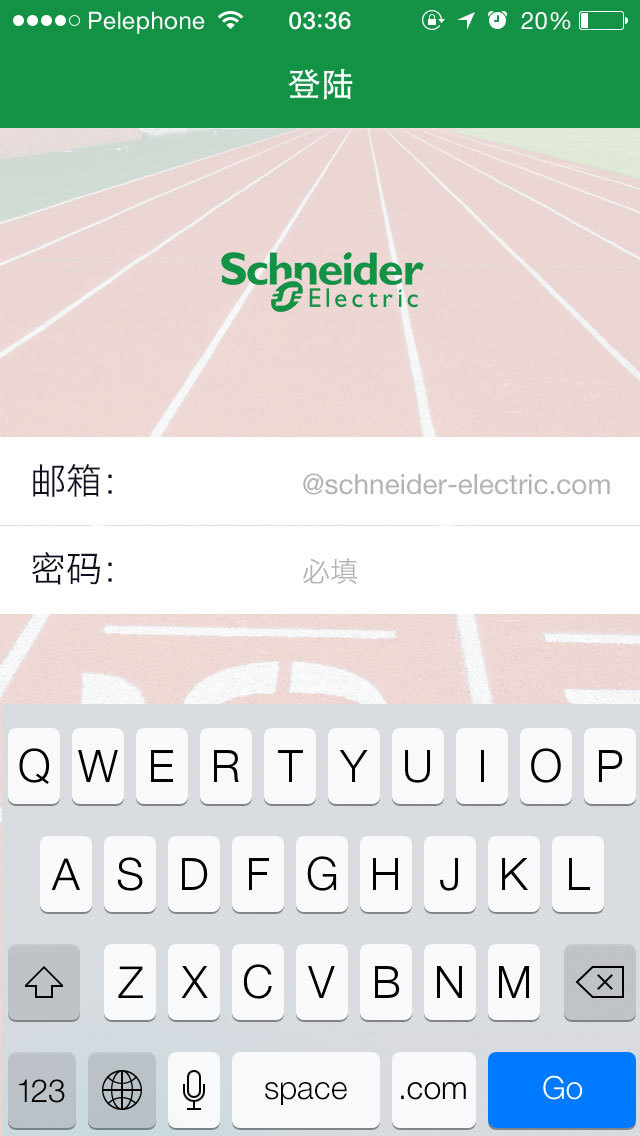 Pelephone 03:36 20%
登陆
Schneider
Electric
邮箱: @schneider-electric.com
密码: 必填
Q W E R T Y U I O P
A S D F G H J K L
Z X C V B N M
123 space .com Go